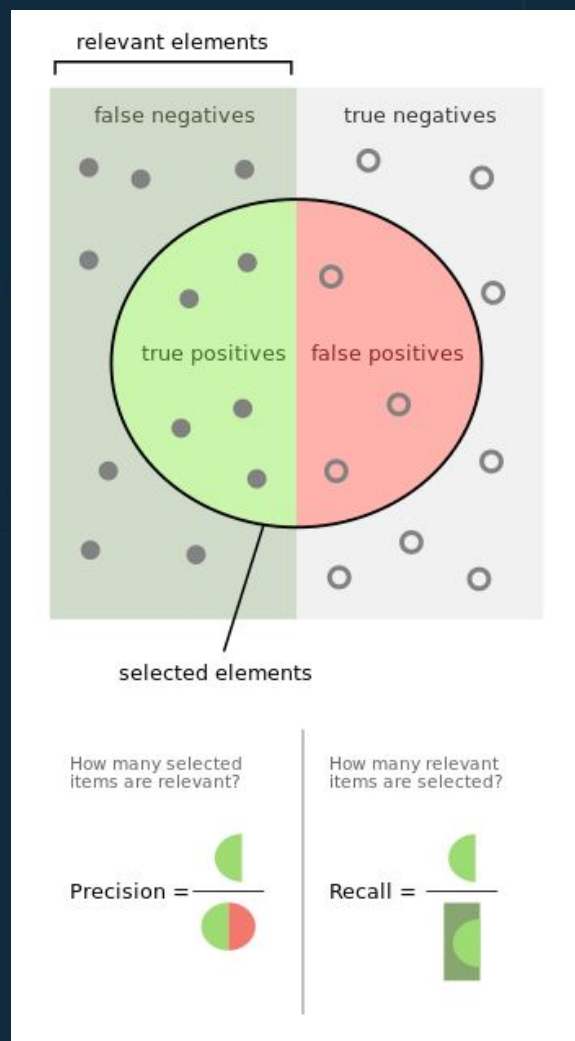 relevant elements
false negatives
true negatives
true positives
false positives
selected elements
How many selected
items are relevant?
Precision =
How many relevant
items are selected?
Recall =